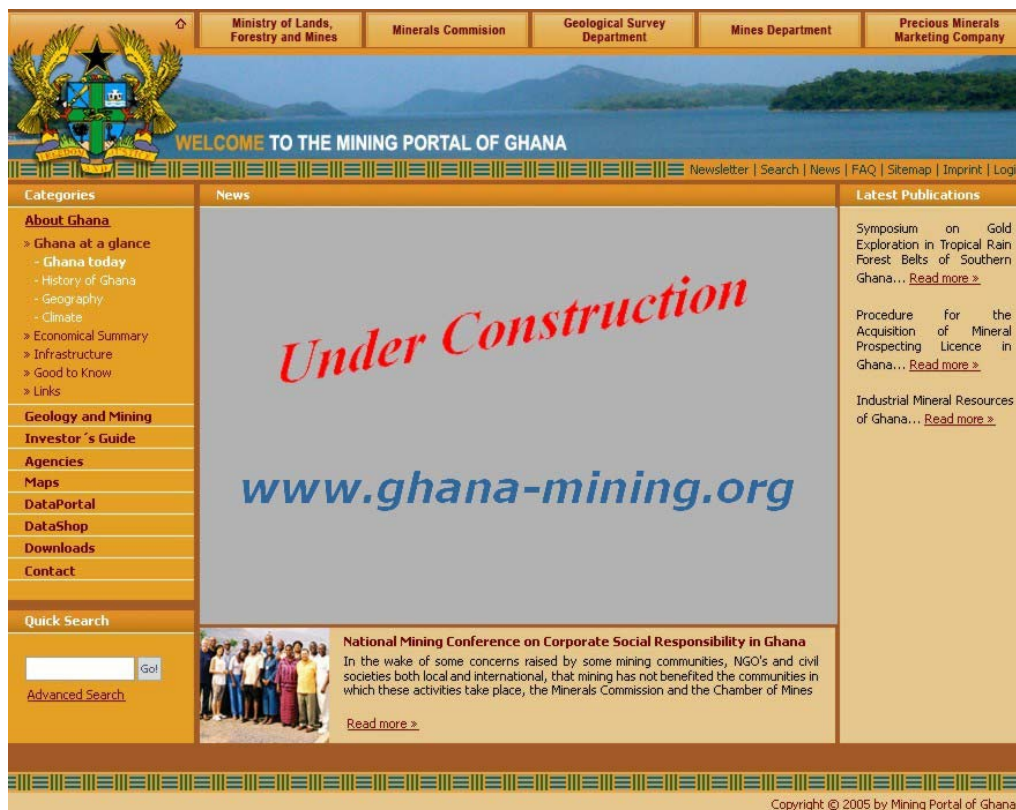 Ministry of Lands,
Forestry and Mines
Minerals Commision
Geological Survey
Department
Mines Department
Precious Minerals
Marketing Company
WELCOME TO THE MINING PORTAL OF GHANA
Newsletter | Search | News | FAQ | Sitemap | Imprint | Logi
Categories
About Ghana
» Ghana at a glance
- Ghana today
- History of Ghana
- Geography
- Climate
» Economical Summary
» Infrastructure
» Good to Know
» Links
Geology and Mining
Investor´s Guide
Agencies
Maps
DataPortal
DataShop
Downloads
Contact
Quick Search
Go!
Advanced Search
News
Under Construction
www.ghana-mining.org
National Mining Conference on Corporate Social Responsibility in Ghana
In the wake of some concerns raised by some mining communities, NGO's and civil
societies both local and international, that mining has not benefited the communities in
which these activities take place, the Minerals Commission and the Chamber of Mines
Read more »
Latest Publications
Symposium on Gold
Exploration in Tropical Rain
Forest Belts of Southern
Ghana... Read more »
Procedure for the
Acquisition of Mineral
Prospecting Licence in
Ghana... Read more »
Industrial Mineral Resources
of Ghana... Read more »
Copyright © 2005 by Mining Portal of Ghana